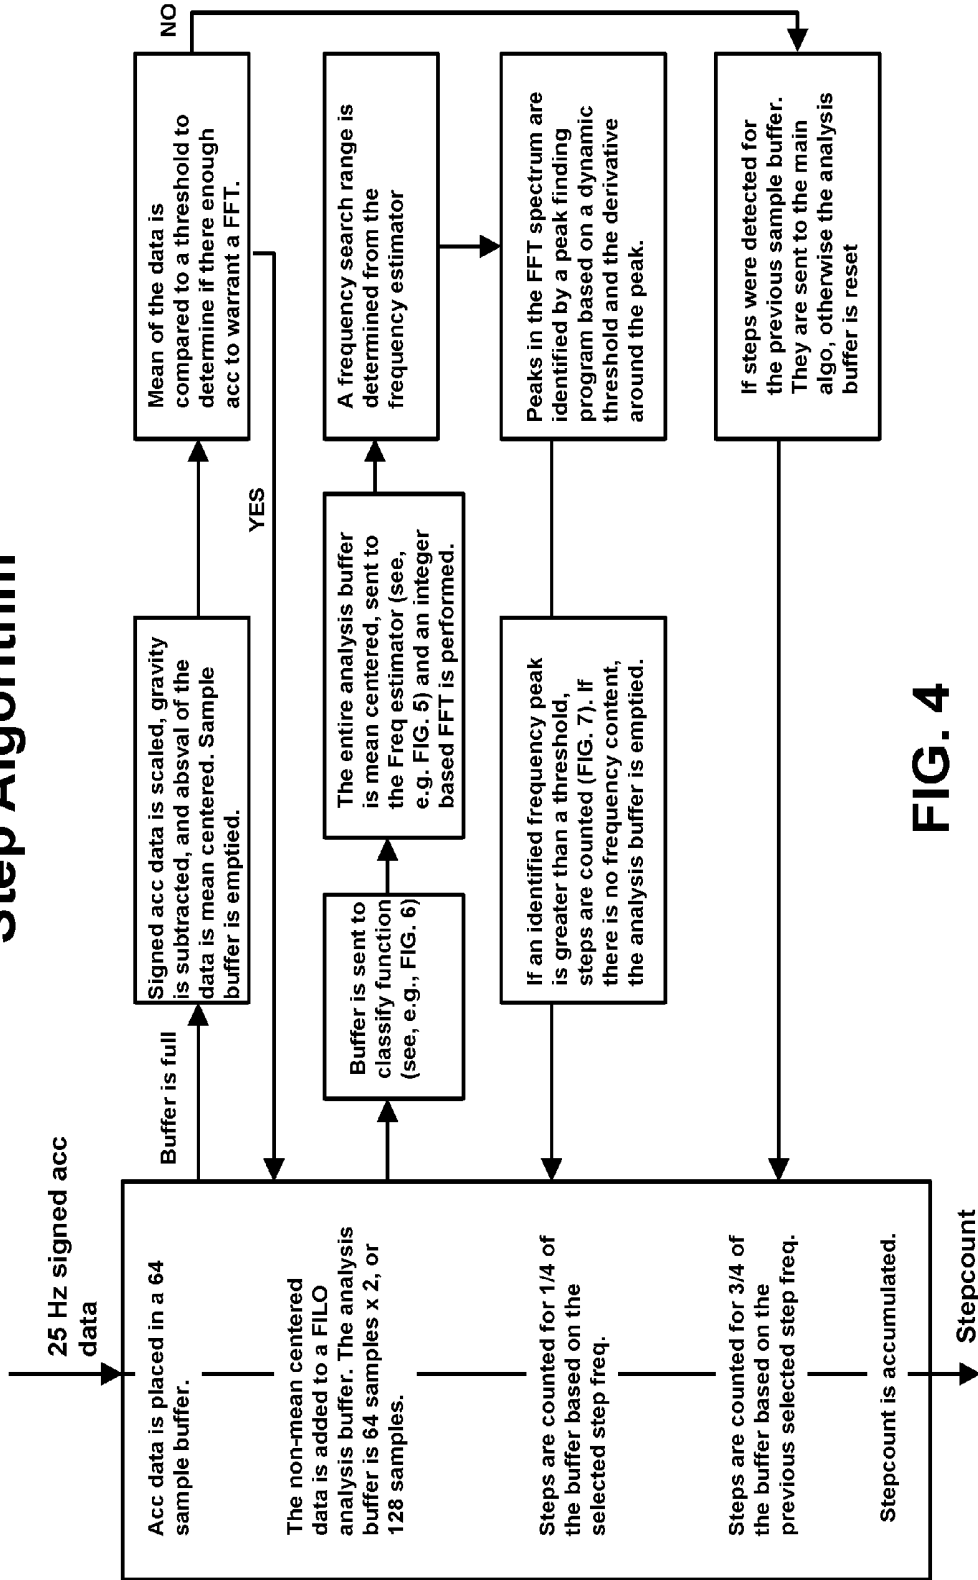 Step Algorithm
25 Hz signed acc
data
Acc data is placed in a 64
sample buffer.
The non-mean centered
data is added to a FILO
analysis buffer. The analysis
buffer is 64 samples x 2, or
128 samples.
Steps are counted for 1/4 of
the buffer based on the
selected step freq.
Steps are counted for 3/4 of
the buffer based on the
previous selected step freq.
Stepcount is accumulated.
Stepcount
Buffer is full
Signed acc data is scaled, gravity
is subtracted, and absval of the
data is mean centered. Sample
buffer is emptied.
Mean of the data is
compared to a threshold to
determine if there enough
acc to warrant a FFT.
NO
YES
Buffer is sent to
classify function
(see, e.g., FIG. 6)
The entire analysis buffer
is mean centered, sent to
the Freq estimator (see,
e.g. FIG. 5) and an integer
based FFT is performed.
A frequency search range is
determined from the
frequency estimator
Peaks in the FFT spectrum are
identified by a peak finding
program based on a dynamic
threshold and the derivative
around the peak.
If an identified frequency peak
is greater than a threshold,
steps are counted (FIG. 7). If
there is no frequency content,
the analysis buffer is emptied.
If steps were detected for
the previous sample buffer.
They are sent to the main
algo, otherwise the analysis
buffer is reset
FIG. 4